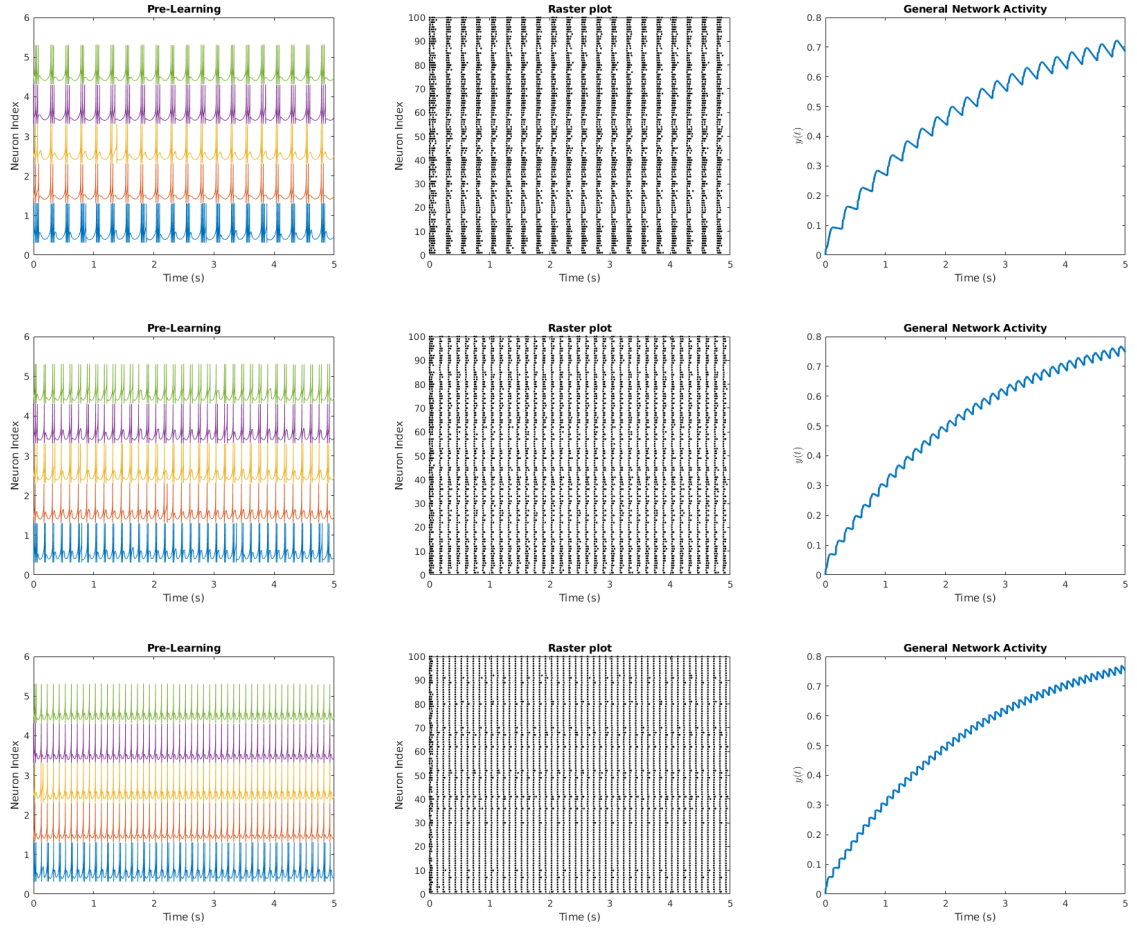 Pre-Learning
Neuron Index
6
5
4
3
2
1
0
0 1 2 3 4 5
Time (s)
Raster plot
Neuron Index
100
90
80
70
60
50
40
30
20
10
0
0 1 2 3 4 5
Time (s)
General Network Activity
y(t)
0.8
0.7
0.6
0.5
0.4
0.3
0.2
0.1
0
0 1 2 3 4 5
Time (s)
Pre-Learning
Neuron Index
6
5
4
3
2
1
0
0 1 2 3 4 5
Time (s)
Raster plot
Neuron Index
100
90
80
70
60
50
40
30
20
10
0
0 1 2 3 4 5
Time (s)
General Network Activity
y(t)
0.8
0.7
0.6
0.5
0.4
0.3
0.2
0.1
0
0 1 2 3 4 5
Time (s)
Pre-Learning
Neuron Index
6
5
4
3
2
1
0
0 1 2 3 4 5
Time (s)
Raster plot
Neuron Index
100
90
80
70
60
50
40
30
20
10
0
0 1 2 3 4 5
Time (s)
General Network Activity
y(t)
0.8
0.7
0.6
0.5
0.4
0.3
0.2
0.1
0
0 1 2 3 4 5
Time (s)